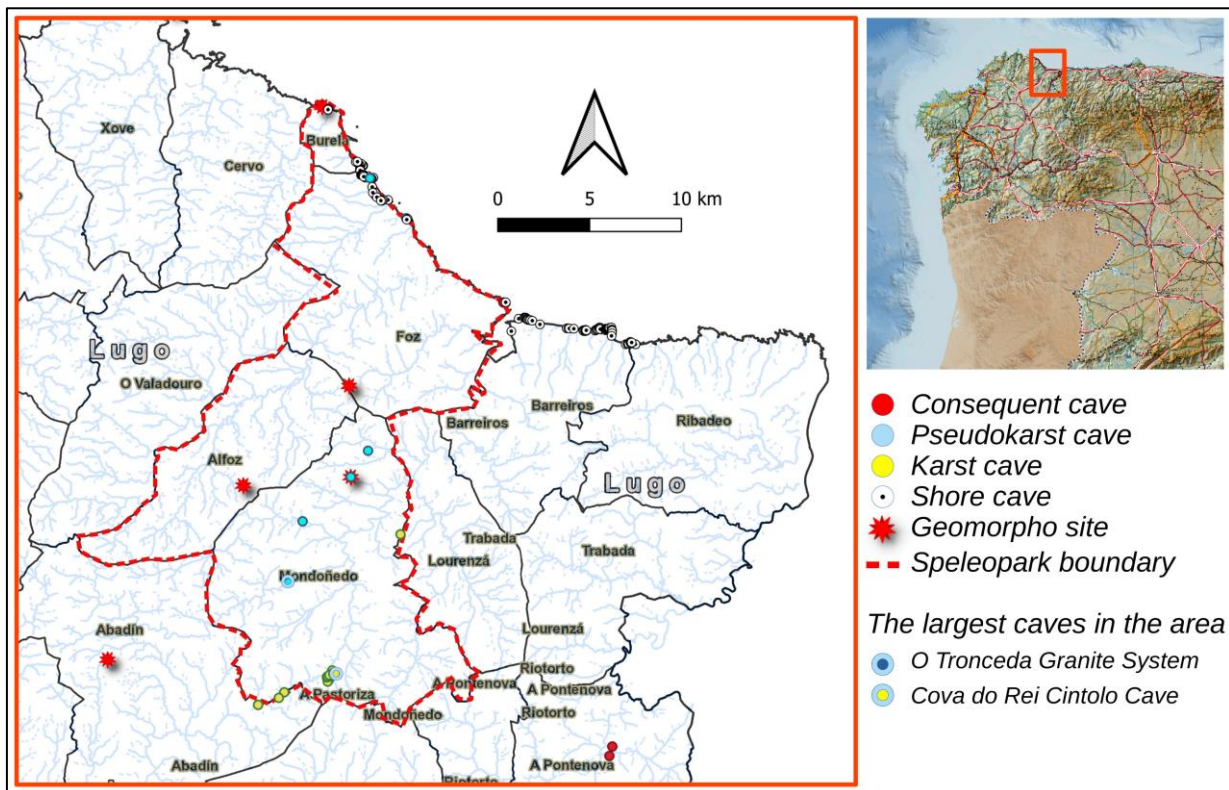 Xove
Cervo
Burela
0 5 10 km
Foz
Lugo
O Valadouro
Barreiros
Barreiros
Ribadeo
Alfoz
Lugo
Trabada
Trabada
Lourenzá
Mondoñedo
Abadín
Lourenzá
Riotorto
A Pontenova
A Pontenova
A Pastoriza
Mondoñedo
Riotorto
Abadín
A Pontenova
Riotorto
Consequent cave
Pseudokarst cave
Karst cave
Shore cave
Geomorpho site
Speleopark boundary
The largest caves in the area
O Tronceda Granite System
Cova do Rei Cintolo Cave